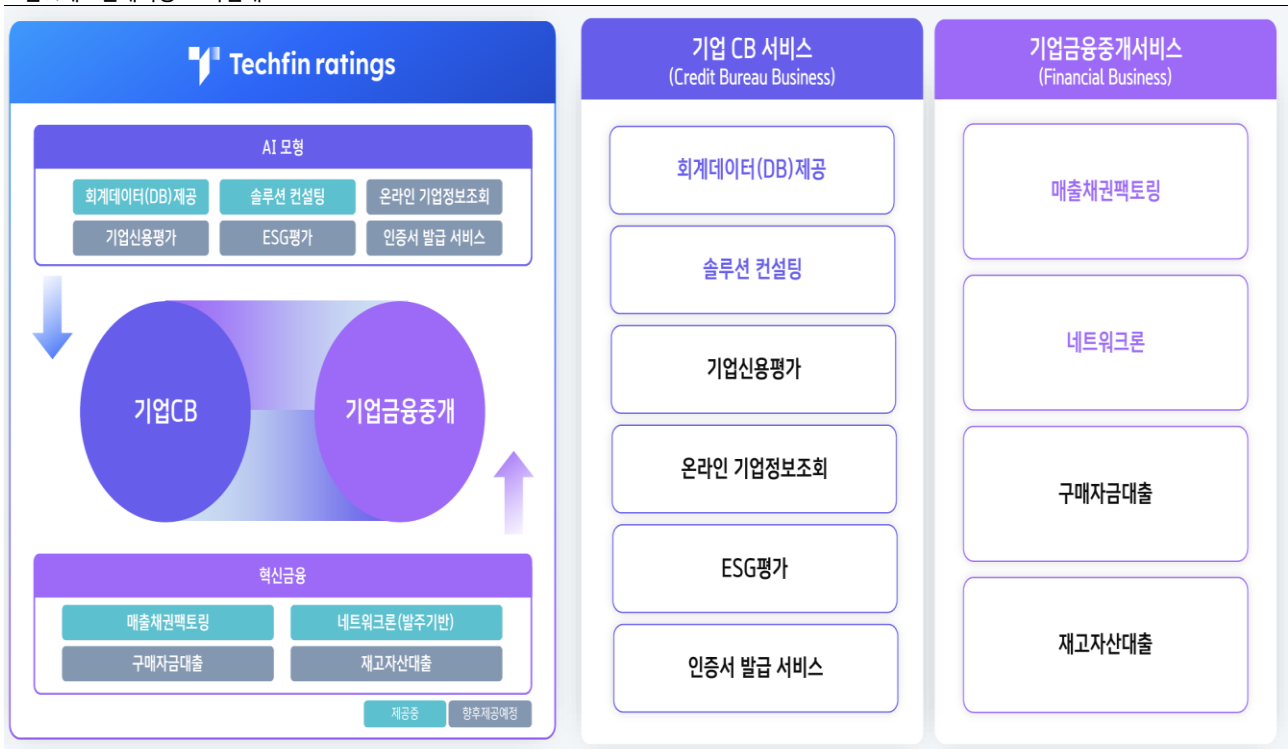 Techfin ratings
AI 모형
회계데이터(DB)제공
솔루션 컨설팅
온라인 기업정보조회
기업신용평가
ESG평가
인증서 발급 서비스
기업CB
기업금융중개
혁신금융
매출채권팩토링
네트워크론(발주기반)
구매자금대출
재고자산대출
제공중
향후제공예정
기업 CB 서비스
(Credit Bureau Business)
회계데이터(DB)제공
솔루션 컨설팅
기업신용평가
온라인 기업정보조회
ESG평가
인증서 발급 서비스
기업금융중개서비스
(Financial Business)
매출채권팩토링
네트워크론
구매자금대출
재고자산대출